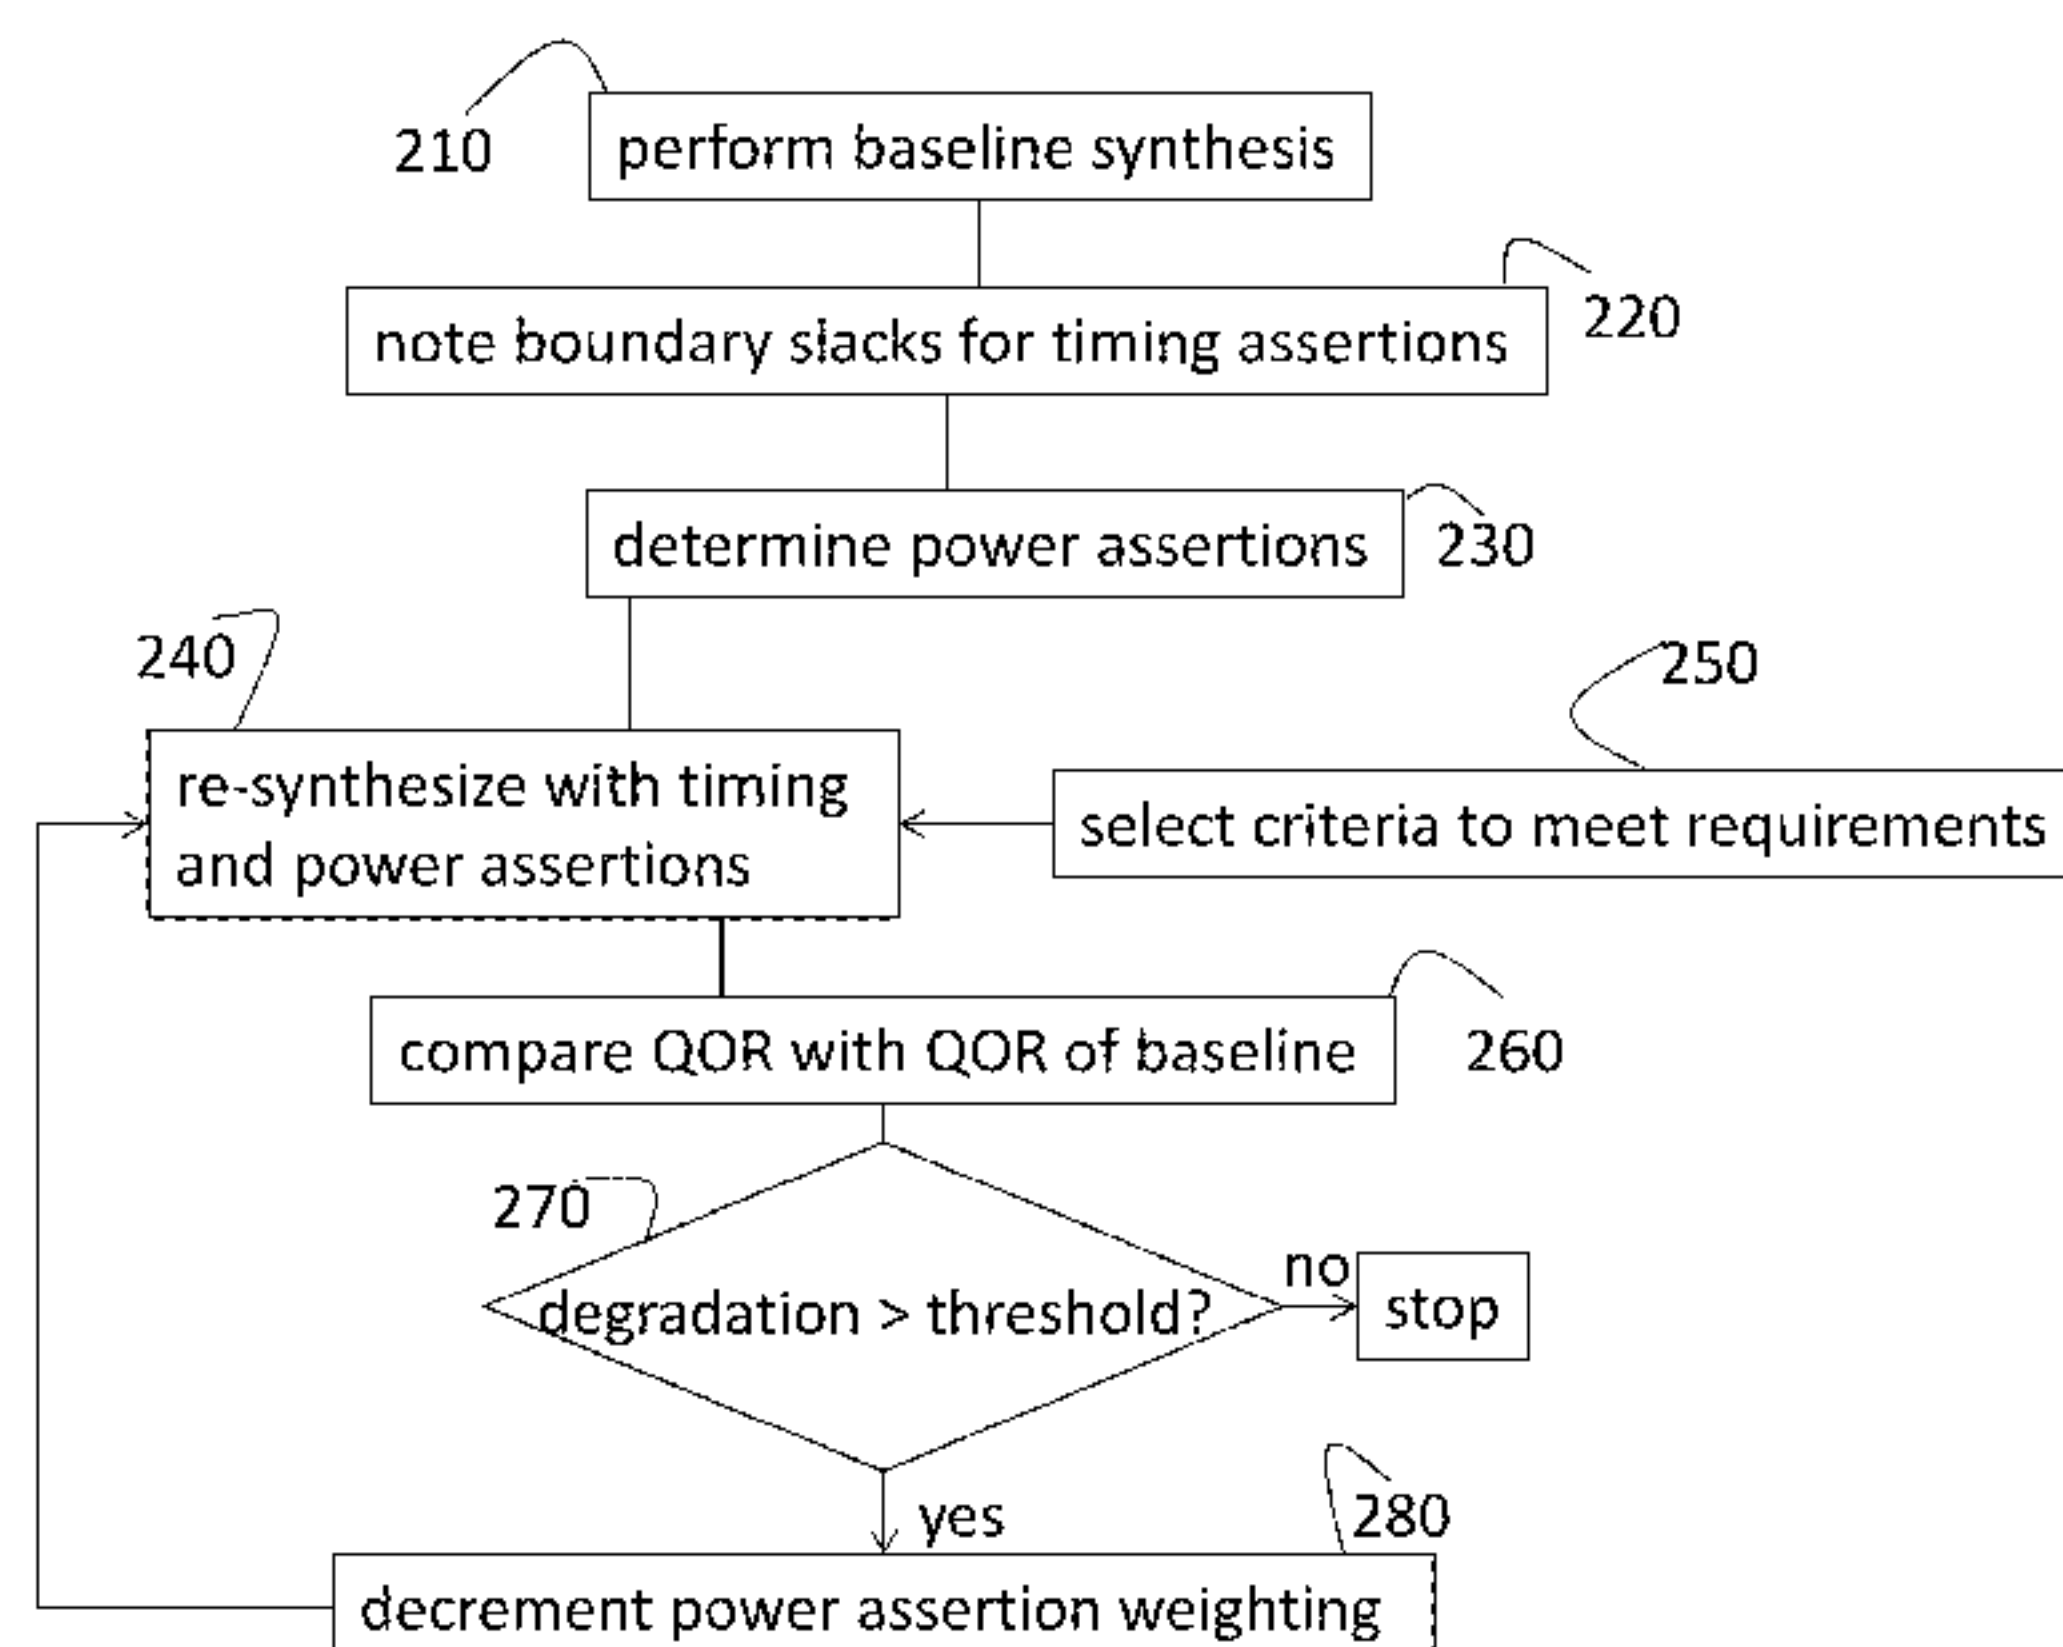 210
perform baseline synthesis
220
note boundary slacks for timing assertions
230
determine power assertions
240
250
re-synthesize with timing
and power assertions
select criteria to meet requirements
260
compare QOR with QOR of baseline
270
degradation > threshold?
no
stop
yes
280
decrement power assertion weighting